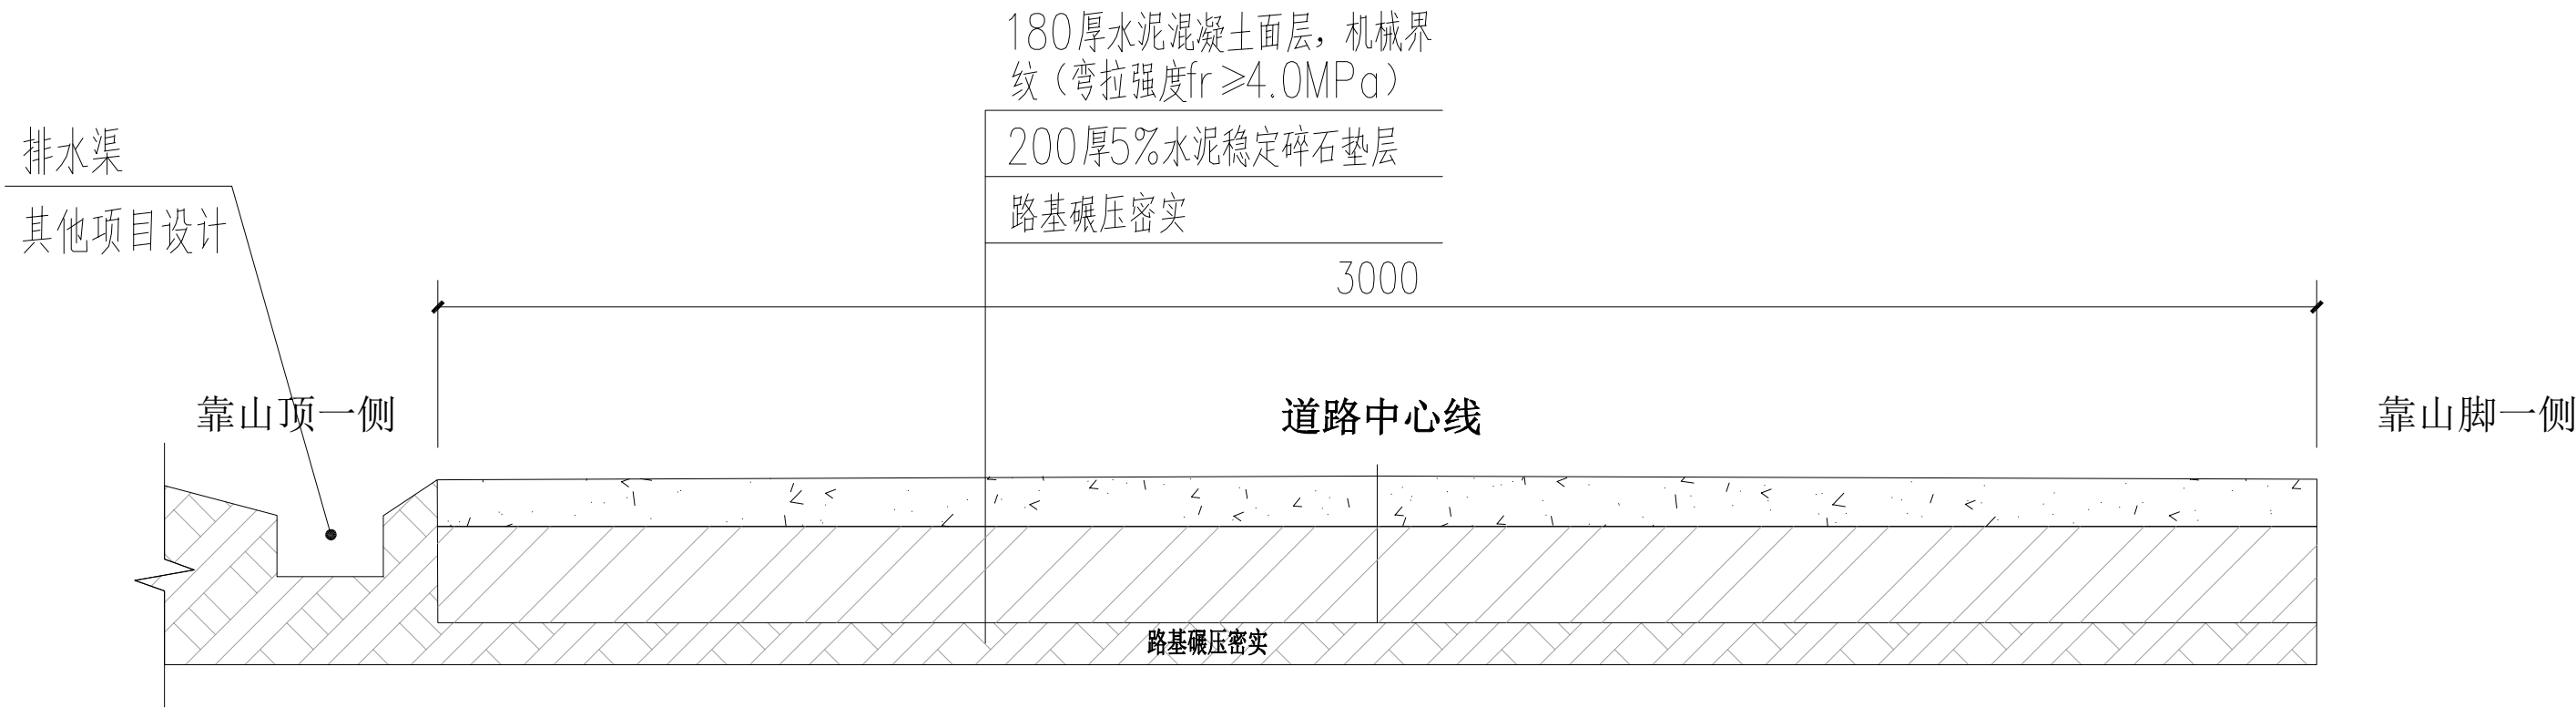 180厚水泥混凝土面层，机械界
纹（弯拉强度fr≥4.0MPa）
200厚5%水泥稳定碎石垫层
路基碾压密实
3000
排水渠
其他项目设计
靠山顶一侧
道路中心线
靠山脚一侧
路基碾压密实